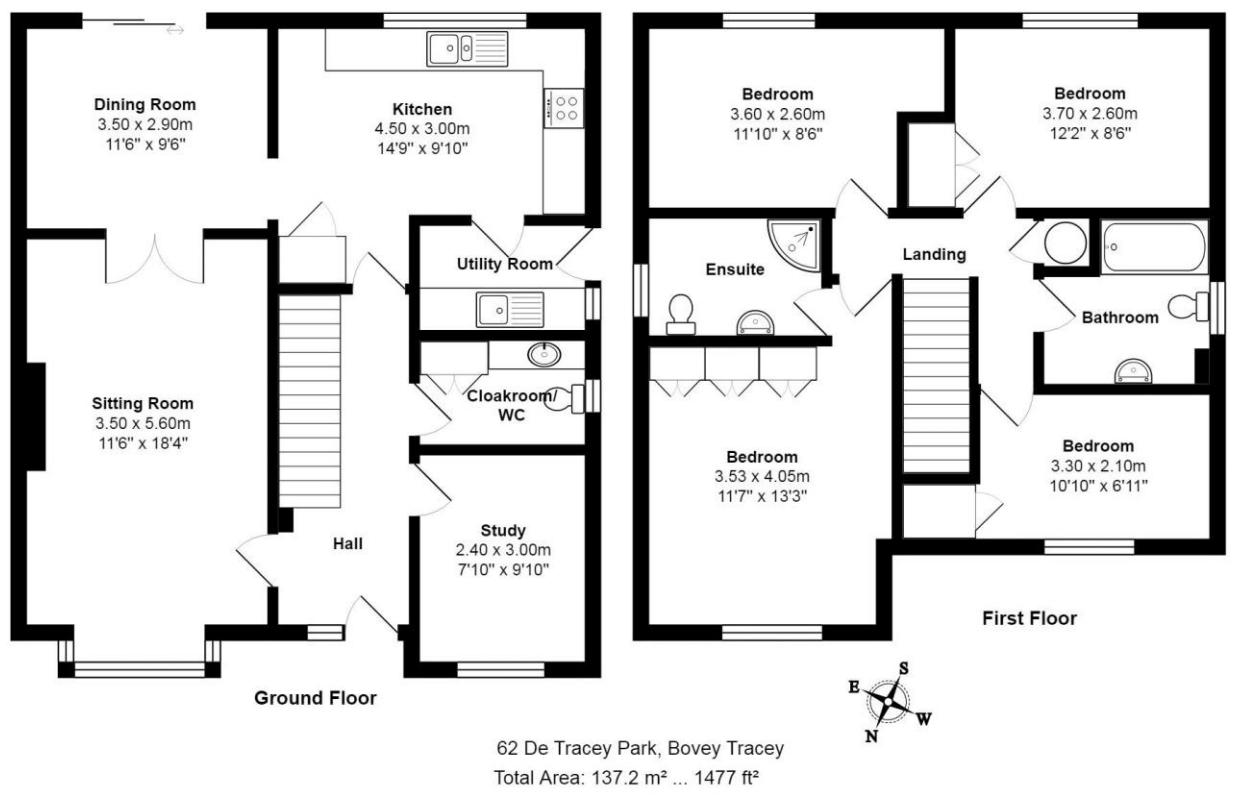 Dining Room
3.50 x 2.90m
11'6" x 9'6"
Kitchen
4.50 x 3.00m
14'9" x 9'10"
Utility Room
Cloakroom/
WC
Sitting Room
3.50 x 5.60m
11'6" x 18'4"
Hall
Study
2.40 x 3.00m
7'10" x 9'10"
Ground Floor
Bedroom
3.60 x 2.60m
11'10" x 8'6"
Bedroom
3.70 x 2.60m
12'2" x 8'6"
Ensuite
Landing
Bathroom
Bedroom
3.53 x 4.05m
11'7" x 13'3"
Bedroom
3.30 x 2.10m
10'10" x 6'11"
First Floor
S
E
W
N
62 De Tracey Park, Bovey Tracey
Total Area: 137.2 m² ... 1477 ft²